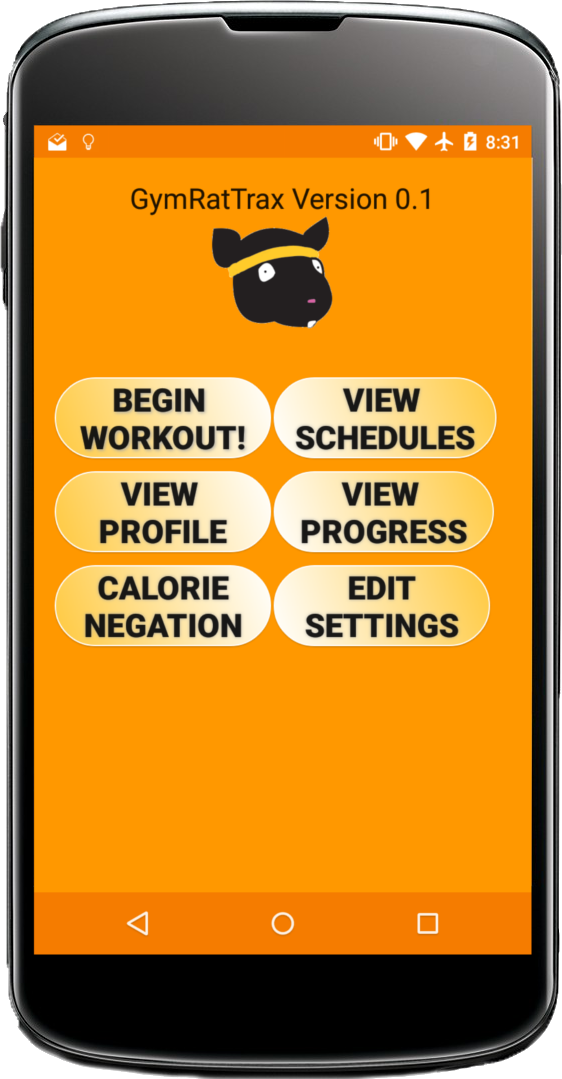 8:31
GymRatTrax Version 0.1
BEGIN VIEW
WORKOUT! SCHEDULES
VIEW VIEW
PROFILE PROGRESS
CALORIE EDIT
NEGATION SETTINGS